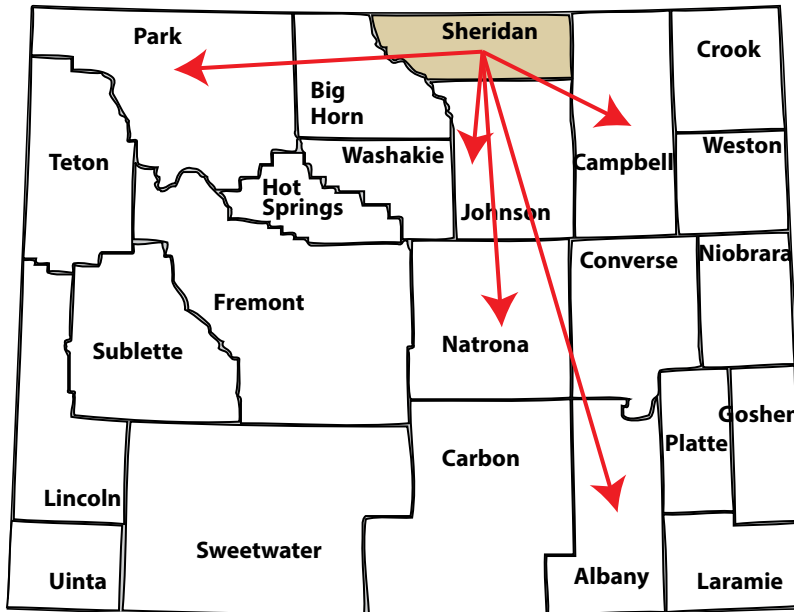 Sheridan
Park
Crook
Big
Horn
Teton
Washakie
Campbell
Weston
Hot
Springs
Johnson
Converse
Niobrara
Fremont
Sublette
Natrona
Goshen
Platte
Carbon
Lincoln
Sweetwater
Uinta
Albany
Laramie